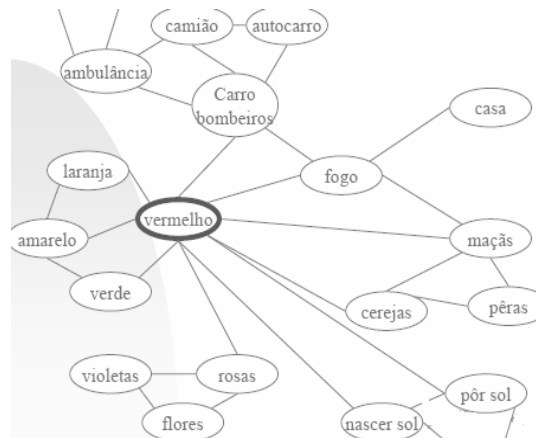 camião
autocarro
ambulância
Carro
bombeiros
casa
laranja
fogo
vermelho
amarelo
maçãs
verde
cerejas
pêras
violetas
rosas
pôr sol
flores
nascer sol